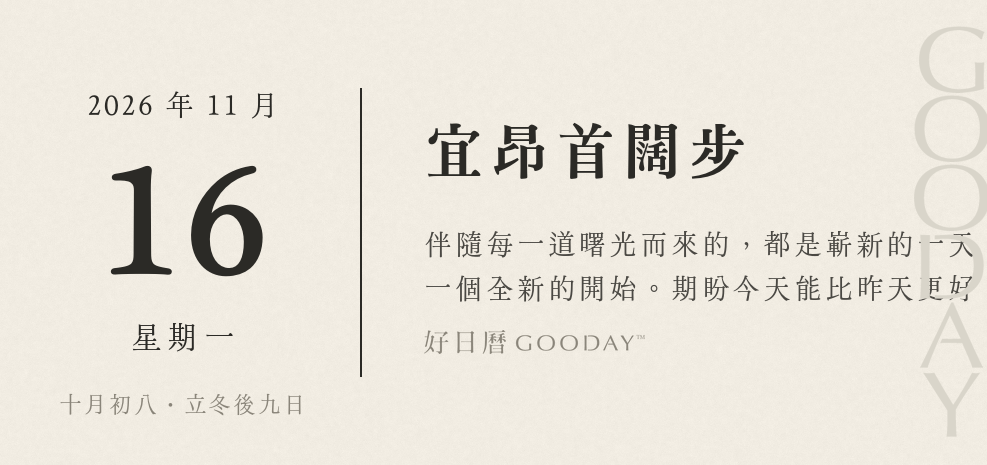 2026 年 11 月
16
星期一
十月初八・立冬後九日
宜昂首闊步
伴隨每一道曙光而來的，都是嶄新的一天
一個全新的開始。期盼今天能比昨天更好
好日曆 GOODAY™
GOODAY